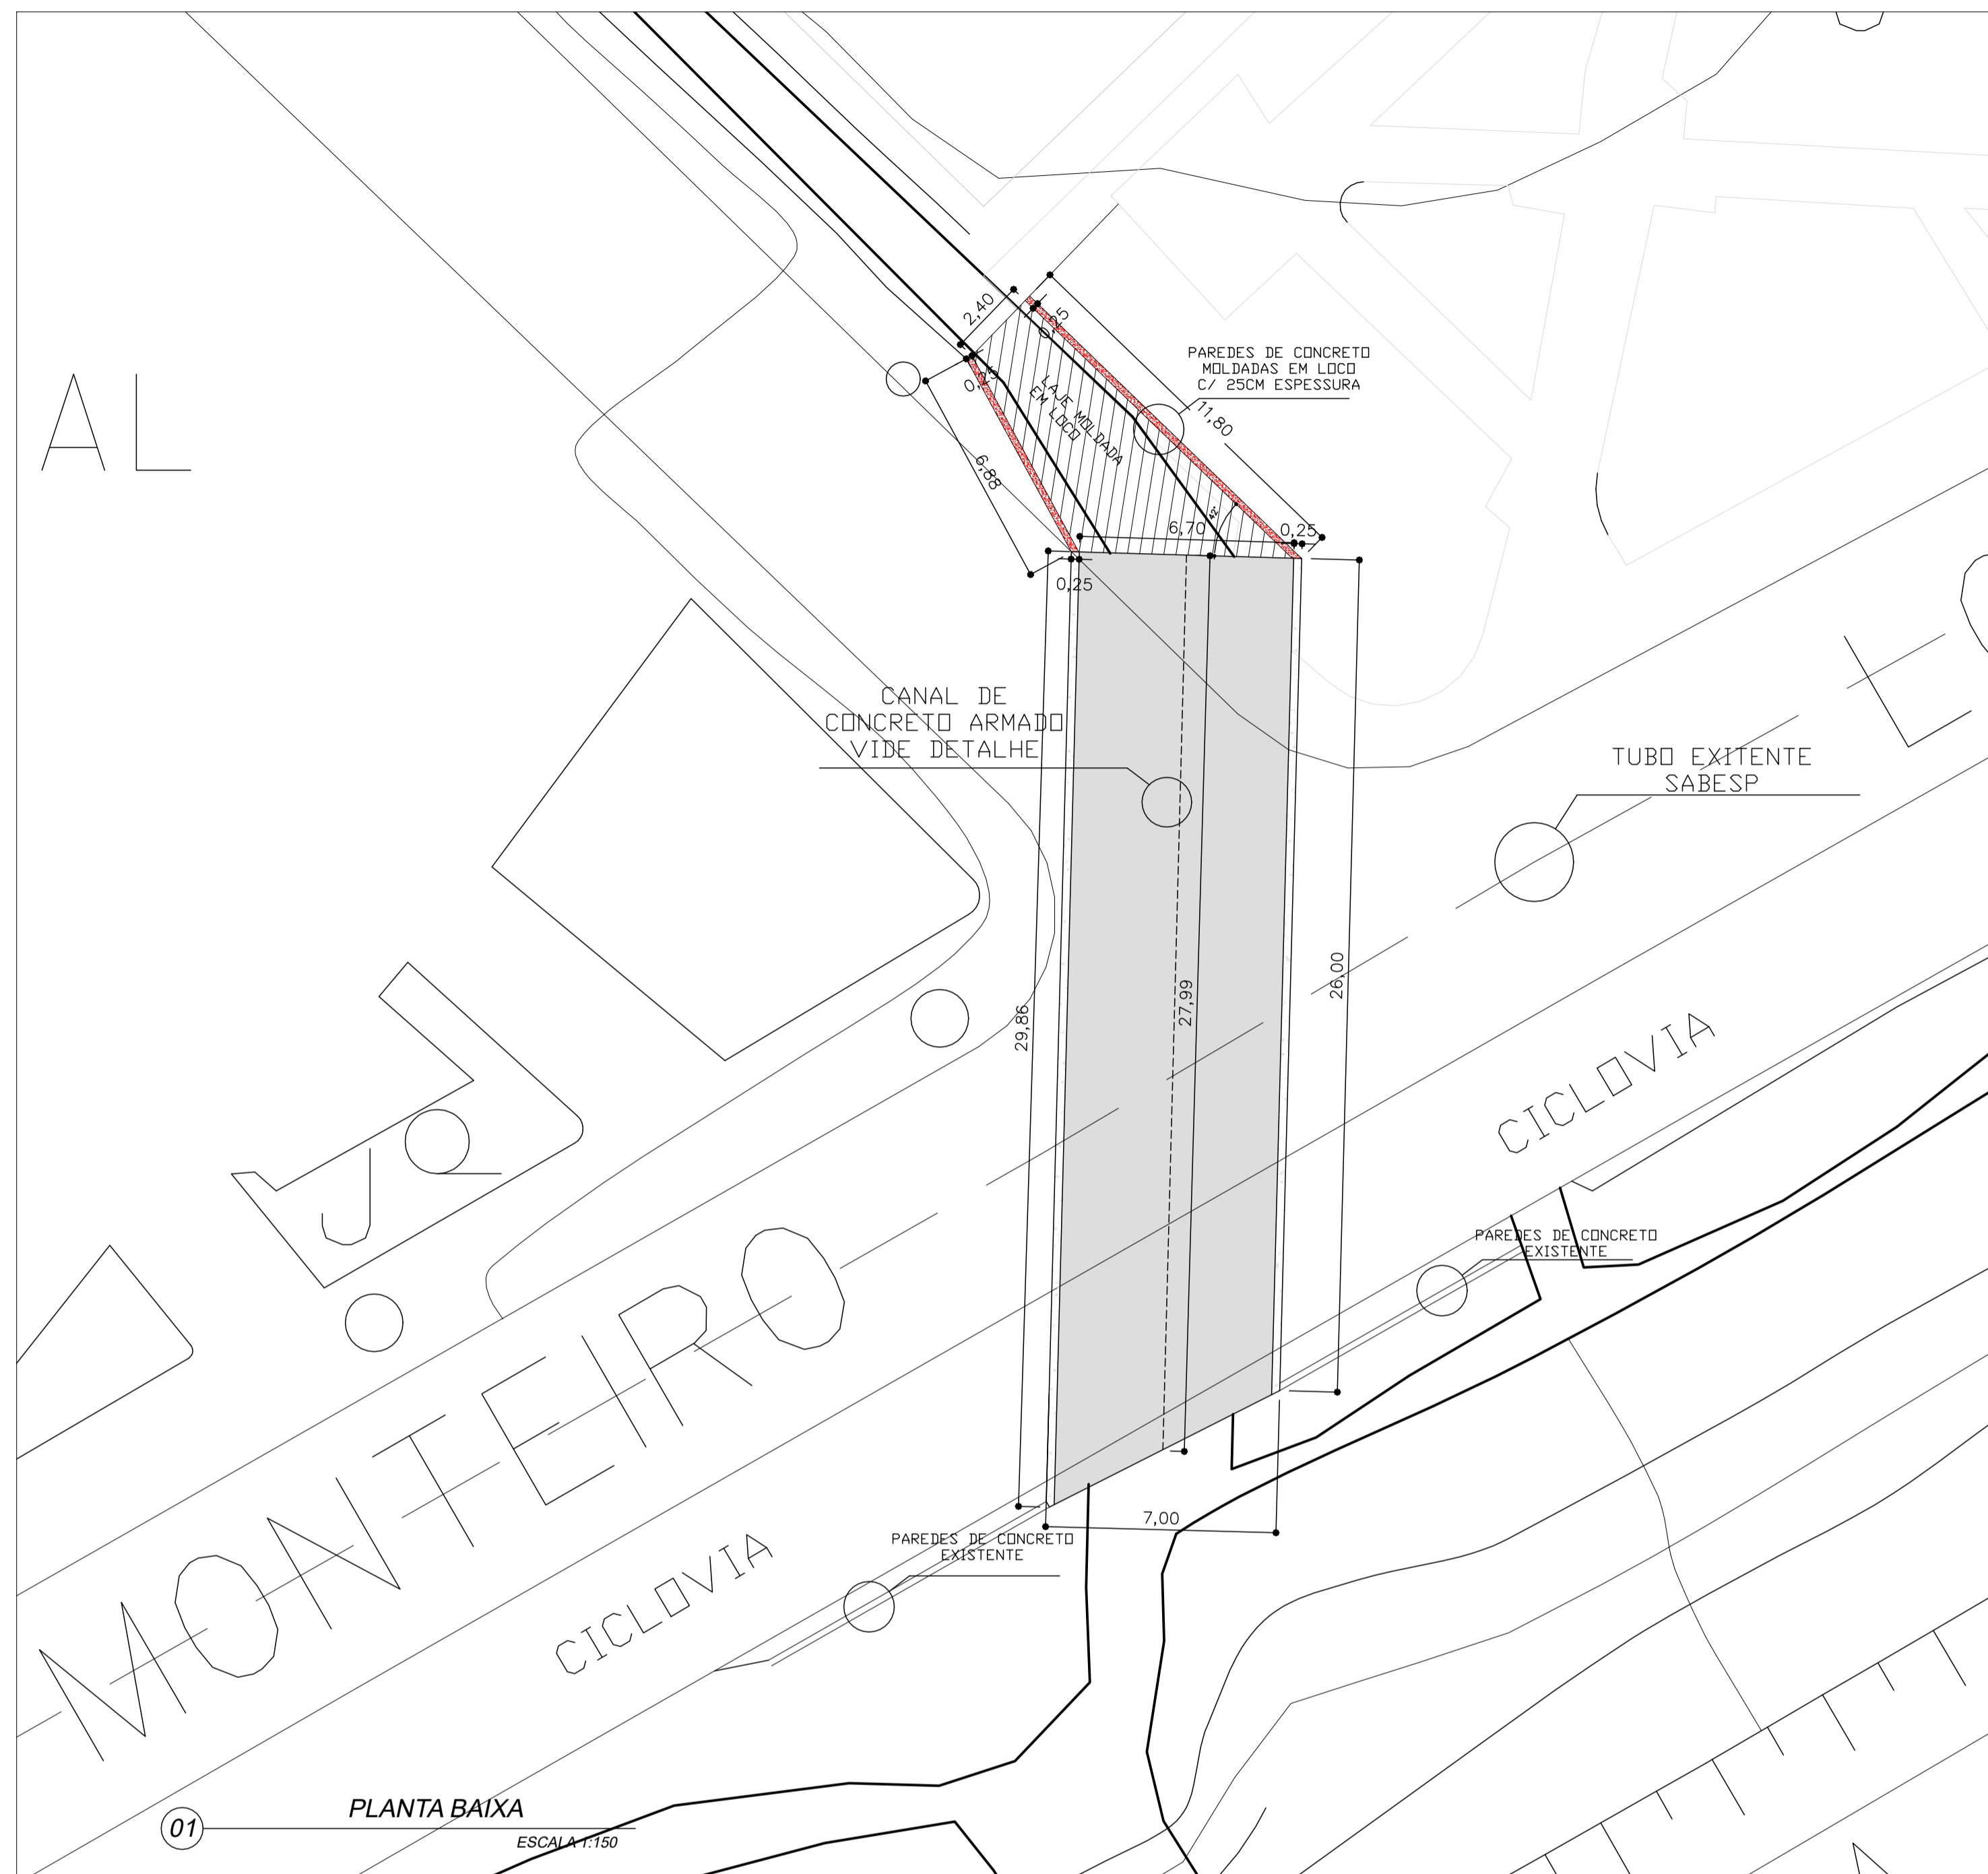 2,40
0,25
PAREDES DE CONCRETO
MOLDADAS EM LOCO
C/ 25CM ESPESSURA
0,25
LAJE MOLDADA
EM LOCO
11,80
AL
6,88
42°
6,70
0,25
0,25
CANAL DE
CONCRETO ARMADO
VIDE DETALHE
TUBO EXITENTE
SABESP
29,86
27,99
26,00
CICLOVIA
PAREDES DE CONCRETO
EXISTENTE
MONTEIRO
7,00
PAREDES DE CONCRETO
EXISTENTE
CICLOVIA
01
PLANTA BAIXA
ESCALA 1:150